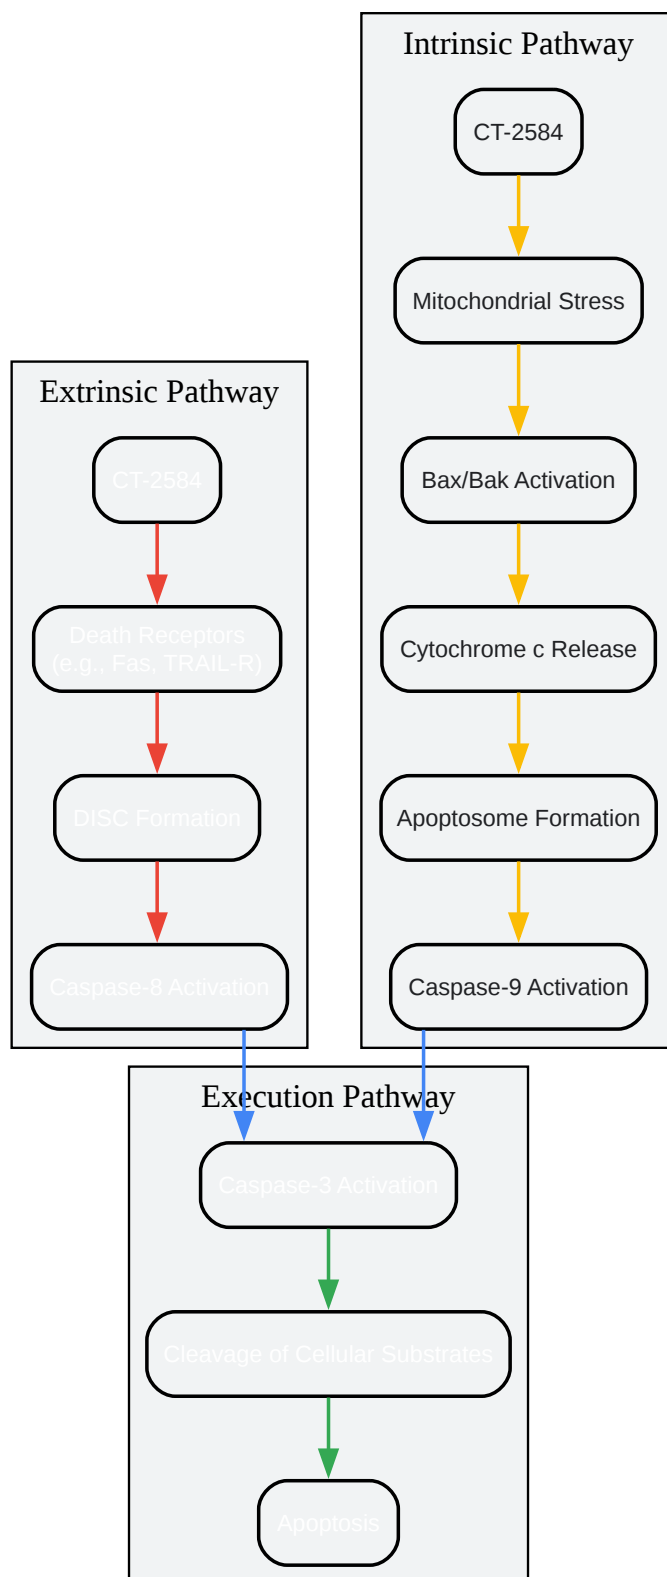 Intrinsic Pathway
CT-2584
Mitochondrial Stress
Bax/Bak Activation
Cytochrome c Release
Apoptosome Formation
Caspase-9 Activation
Extrinsic Pathway
CT-2584
Death Receptors
(e.g., Fas, TRAIL-R)
DISC Formation
Caspase-8 Activation
Execution Pathway
Caspase-3 Activation
Cleavage of Cellular Substrates
Apoptosis